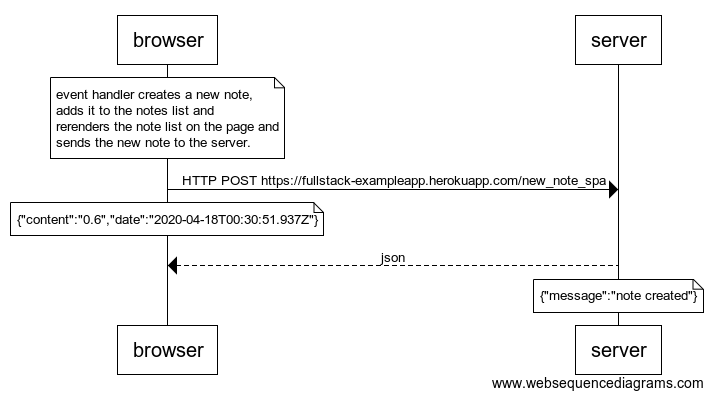 browser
server
event handler creates a new note,
adds it to the notes list and
rerenders the note list on the page and
sends the new note to the server.
HTTP POST https://fullstack-exampleapp.herokuapp.com/new_note_spa
{"content":"0.6","date":"2020-04-18T00:30:51.937Z"}
json
{"message":"note created"}
browser
server
www.websequencediagrams.com